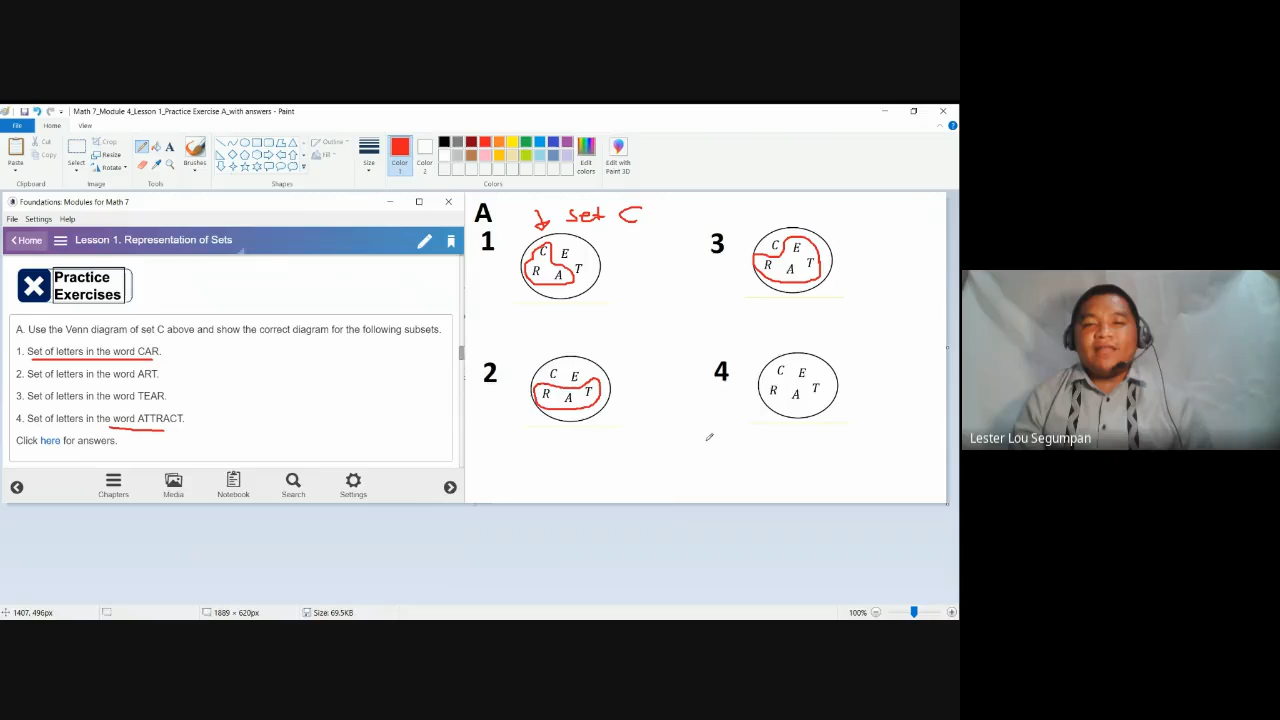 Math 7_Module 4_Lesson 1_Practice Exercise A_with answers - Paint
File Home View
Paste Cut Copy Clipboard
Select Crop Resize Rotate Image
Tools
Brushes
Outline Fill Shapes
Size
Color 1 Color 2 Edit colors Colors
Edit with Paint 3D
Foundations: Modules for Math 7
File Settings Help
Home Lesson 1. Representation of Sets
Practice
Exercises
A. Use the Venn diagram of set C above and show the correct diagram for the following subsets.
1. Set of letters in the word CAR.
2. Set of letters in the word ART.
3. Set of letters in the word TEAR.
4. Set of letters in the word ATTRACT.
Click here for answers.
Chapters Media Notebook Search Settings
A set C
1 C E R A T
2 C E R A T
3 C E R A T
4 C E R A T
1407, 496px 1889 × 620px Size: 69.5KB 100%
Lester Lou Segumpan